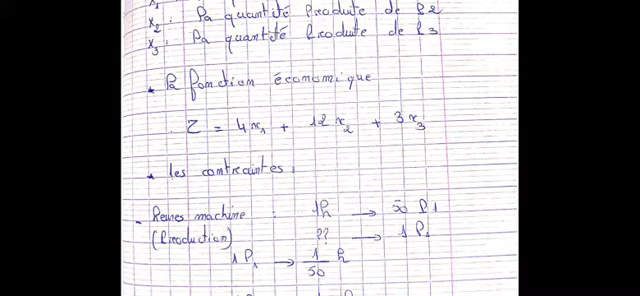 x₂ : la quantité produite de P2
x₃ : la quantité produite de P3
* la fonction économique
Z = 4x₁ + 12x₂ + 3x₃
* les contraintes :
- Heures machine : 1h → 50 P1
(Production) ?? → 1 P₁
1 P₁ → 1/50 h